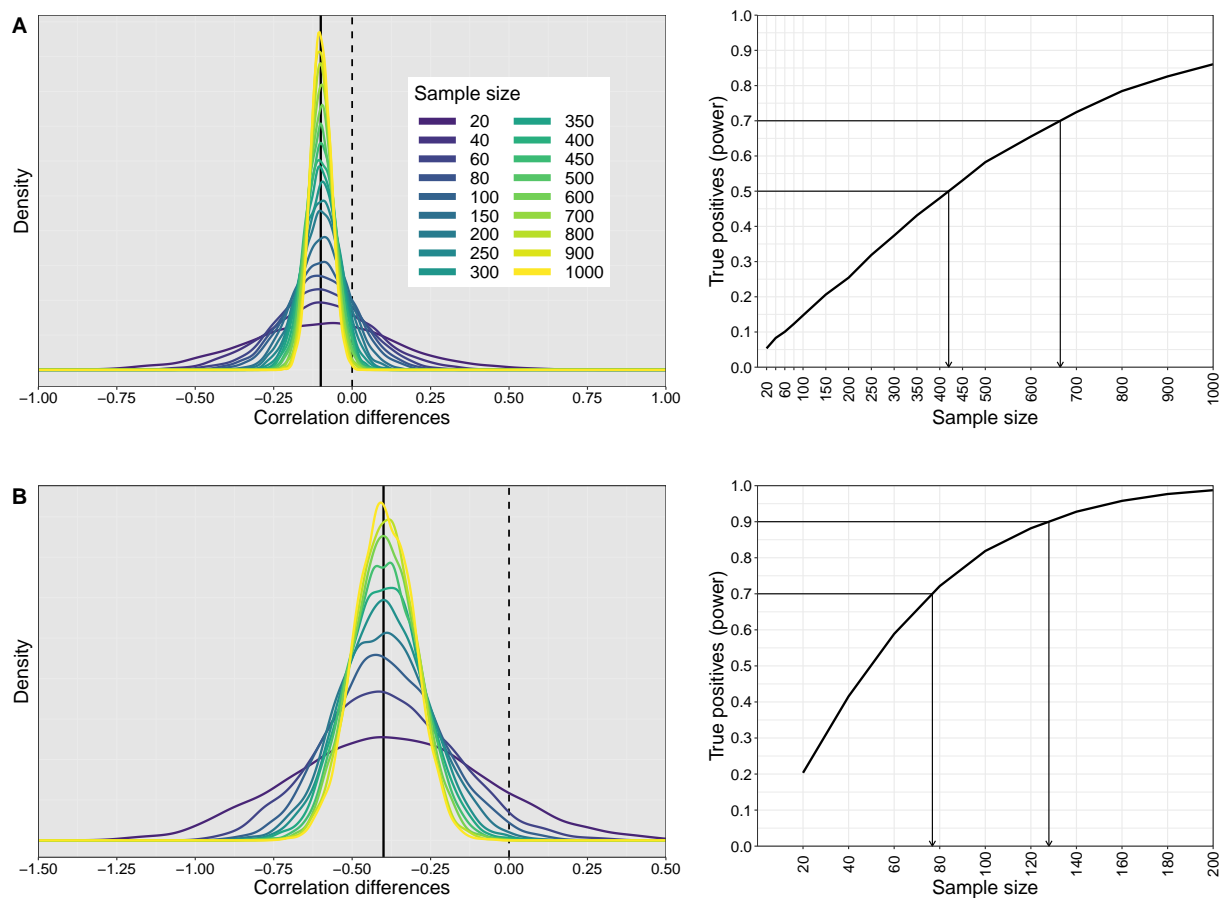 A
Density
Sample size
20 350
40 400
60 450
80 500
100 600
150 700
200 800
250 900
300 1000
−1.00 −0.75 −0.50 −0.25 0.00 0.25 0.50 0.75 1.00
Correlation differences
True positives (power)
1.0
0.9
0.8
0.7
0.6
0.5
0.4
0.3
0.2
0.1
0.0
20 60 100 150 200 250 300 350 400 450 500 600 700 800 900 1000
Sample size
B
Density
−1.50 −1.25 −1.00 −0.75 −0.50 −0.25 0.00 0.25 0.50
Correlation differences
True positives (power)
1.0
0.9
0.8
0.7
0.6
0.5
0.4
0.3
0.2
0.1
0.0
20 40 60 80 100 120 140 160 180 200
Sample size